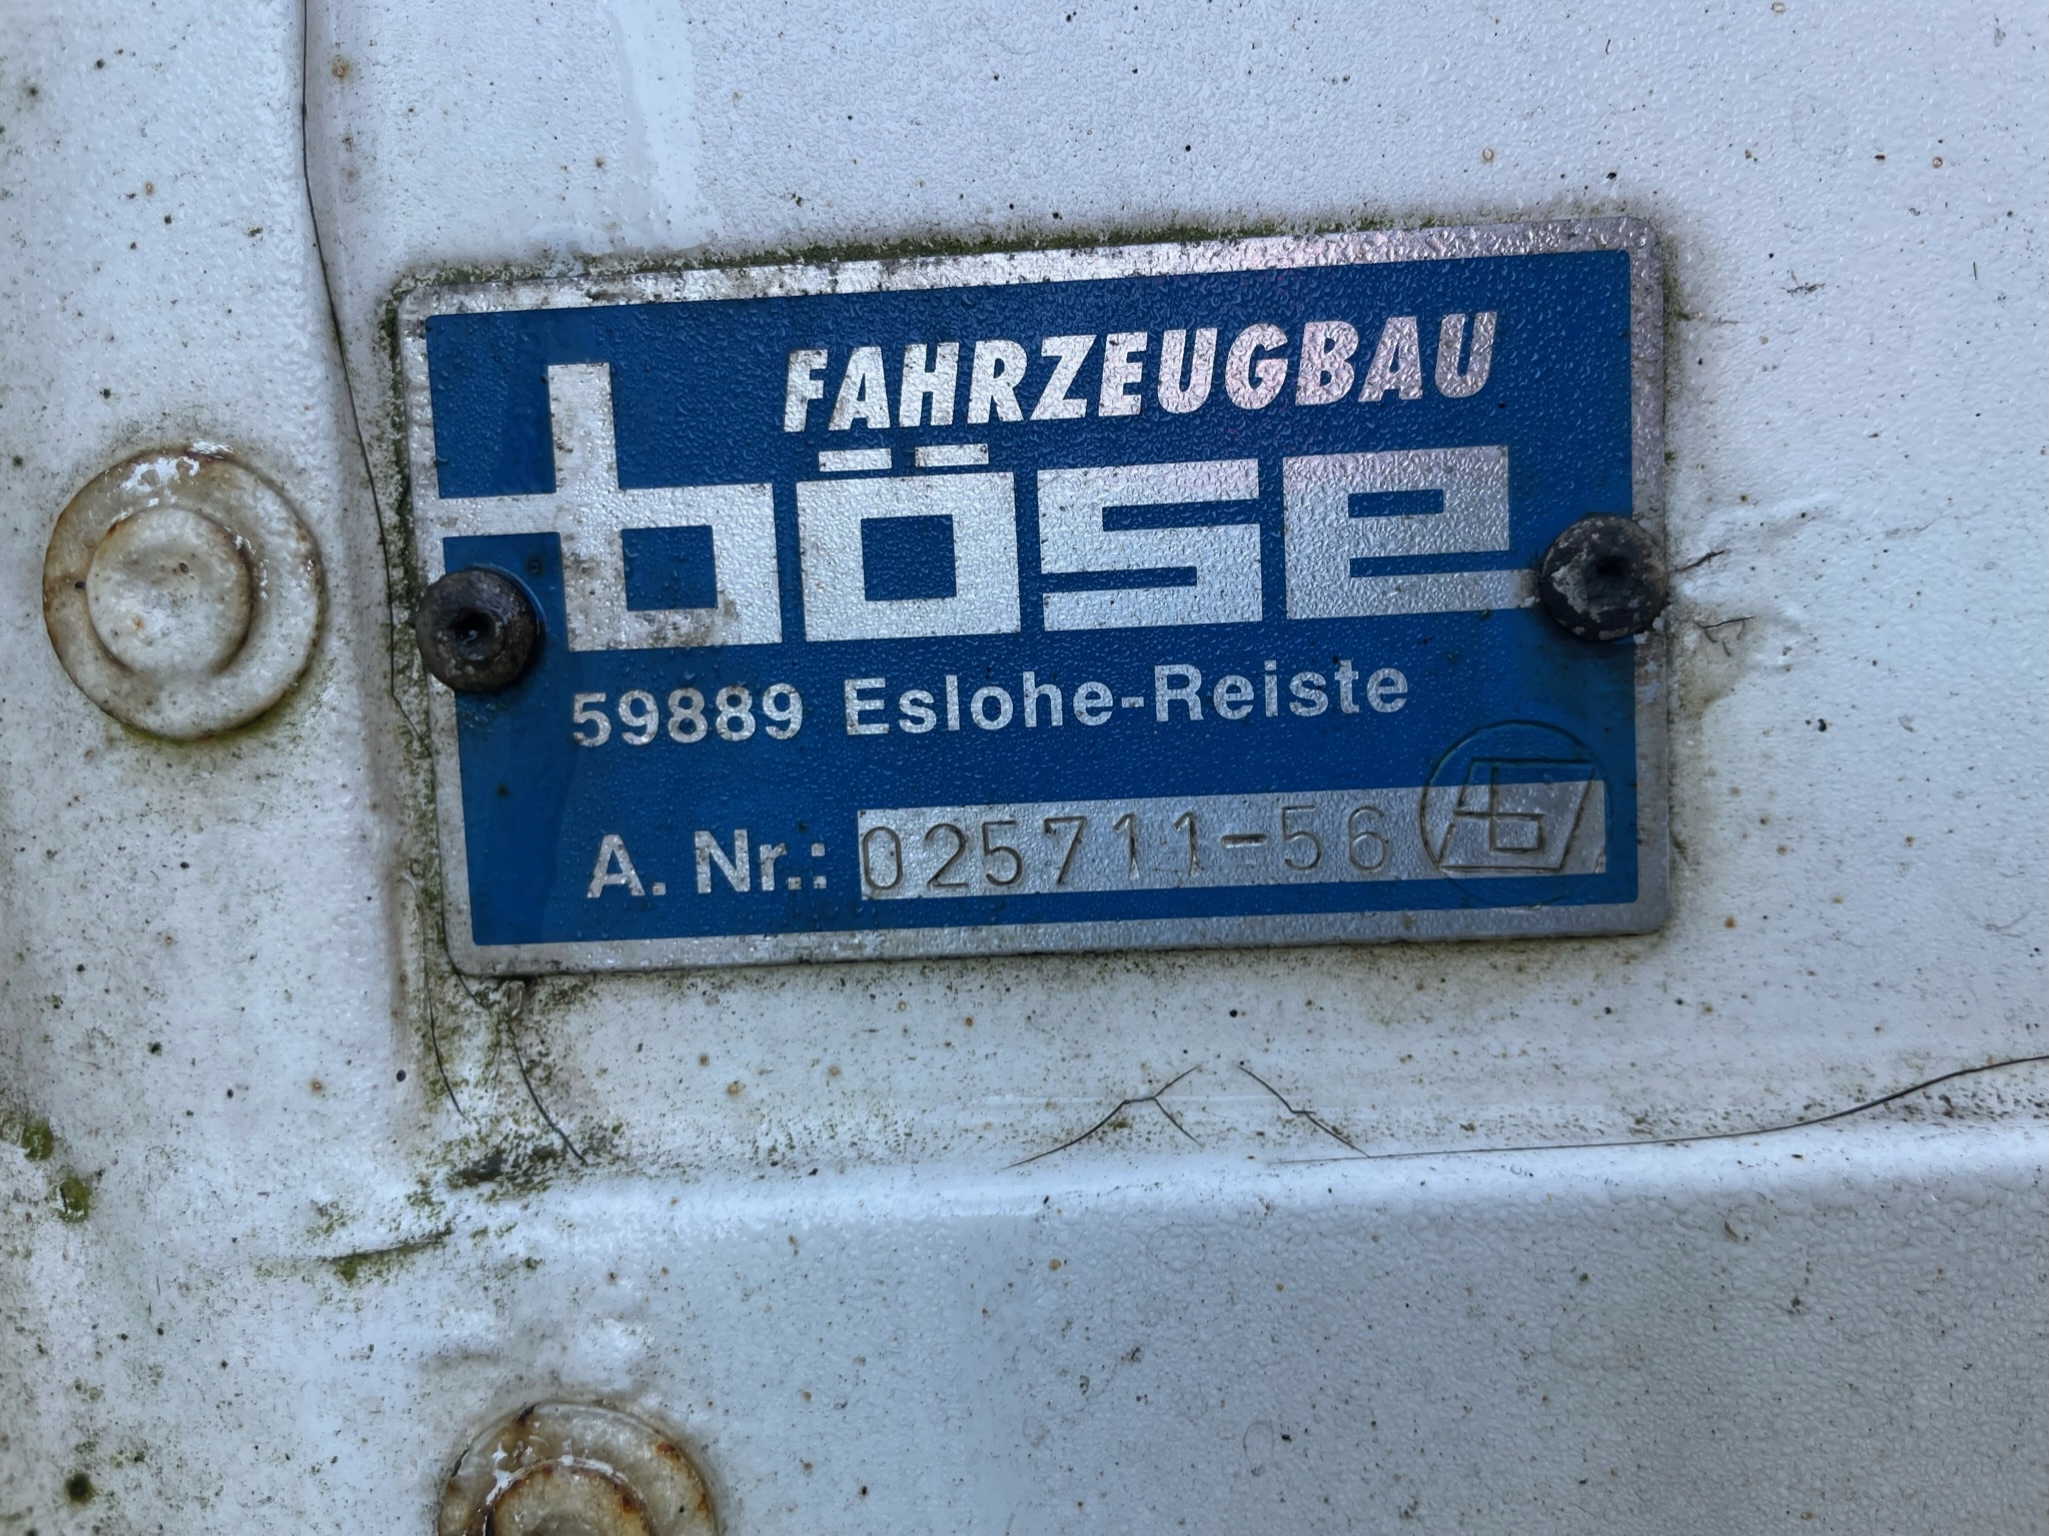 FAHRZEUGBAU
böse
59889 Eslohe-Reiste
A. Nr.: 025711-56